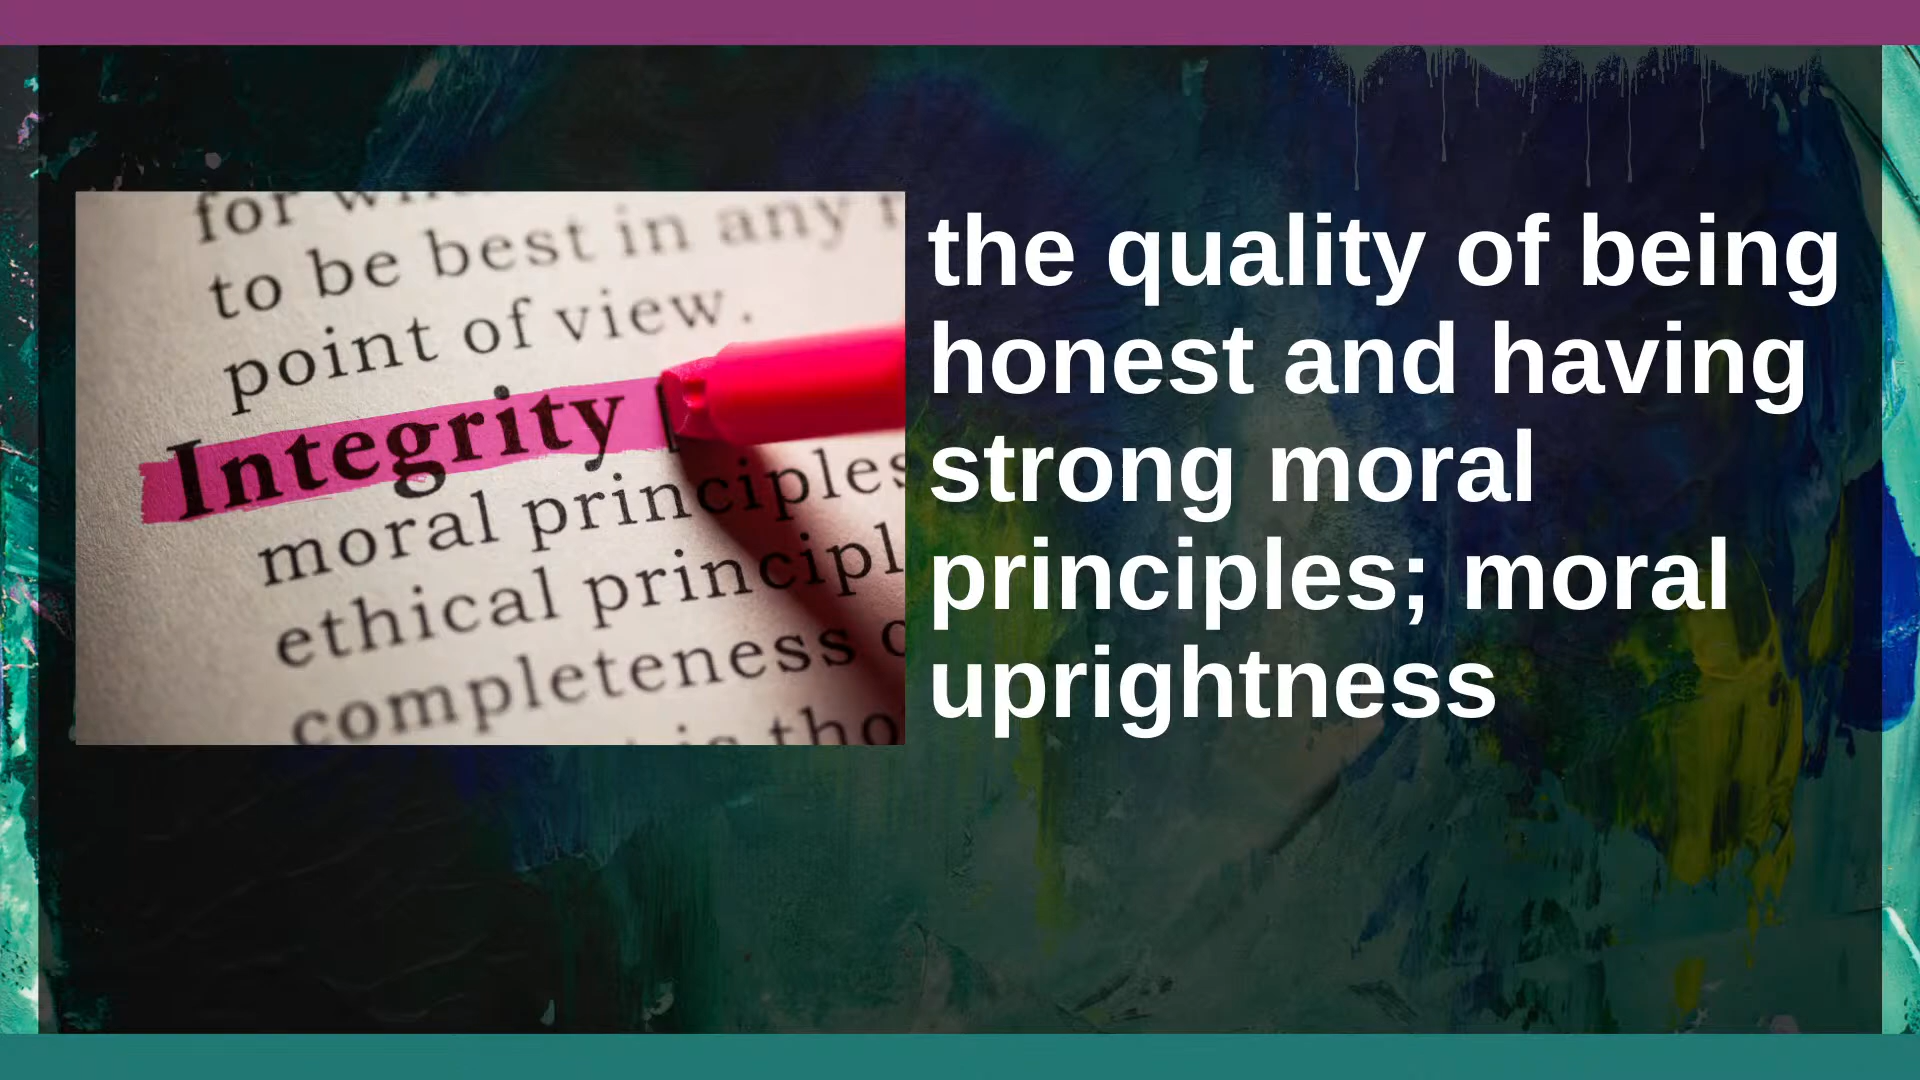 to be best in any
point of view.
Integrity
moral principles
ethical principl
completeness
the quality of being
honest and having
strong moral
principles; moral
uprightness